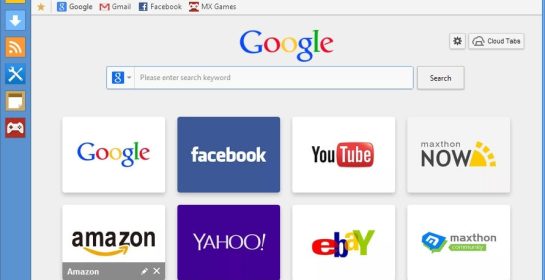 Google Gmail Facebook MX Games
Google
Cloud Tabs
Please enter search keyword
Search
Google
facebook
YouTube
maxthon
NOW
amazon
YAHOO!
ebay
maxthon
community
Amazon